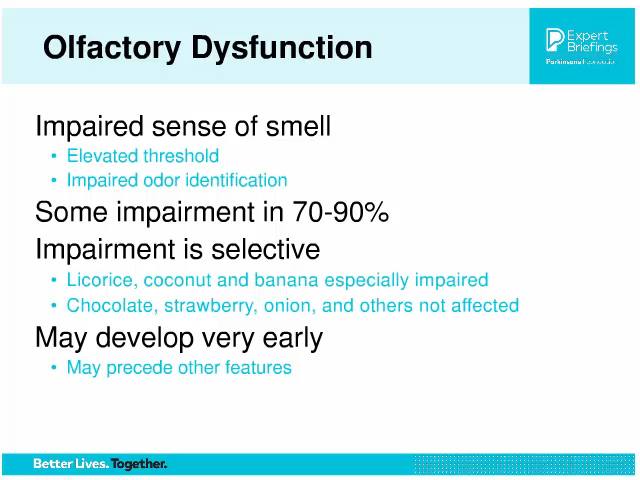 Olfactory Dysfunction
Expert
Briefings
Parkinson's Foundation
Impaired sense of smell
• Elevated threshold
• Impaired odor identification
Some impairment in 70-90%
Impairment is selective
• Licorice, coconut and banana especially impaired
• Chocolate, strawberry, onion, and others not affected
May develop very early
• May precede other features
Better Lives. Together.